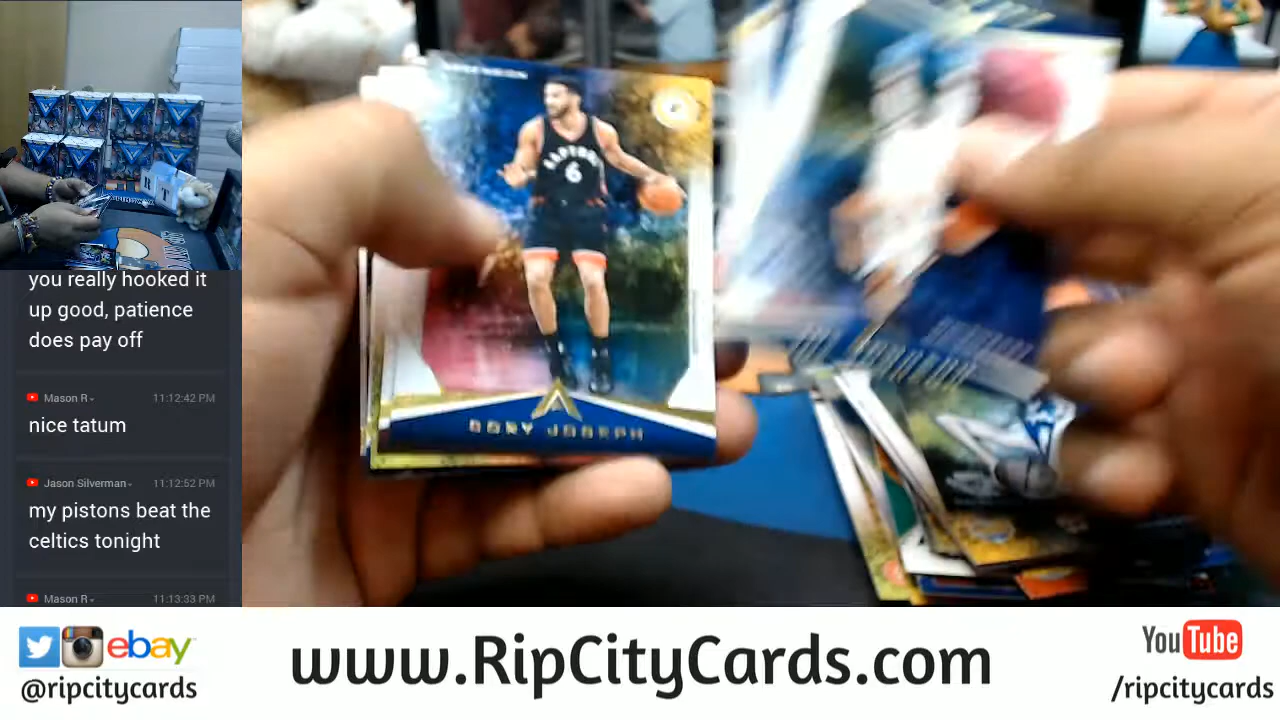 you really hooked it
up good, patience
does pay off
Mason R 11:12:42 PM
nice tatum
Jason Silverman 11:12:52 PM
my pistons beat the
celtics tonight
Mason R 11:13:33 PM
RAPTORS
6
CORY JOSEPH
ebay
@ripcitycards
www.RipCityCards.com
YouTube
/ripcitycards